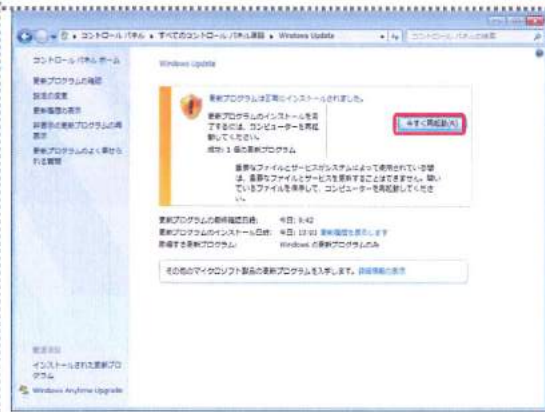 コントロール パネル ▸ すべてのコントロール パネル項目 ▸ Windows Update
コントロール パネルの検索
コントロール パネル ホーム
更新プログラムの確認
設定の変更
更新履歴の表示
非表示の更新プログラムの再
表示
更新プログラムのよく寄せら
れる質問
Windows Update
更新プログラムは正常にインストールされました。
更新プログラムのインストールを完
了するには、コンピューターを再起
動してください。
成功: 1 個の更新プログラム
今すぐ再起動(R)
重要なファイルとサービスがシステムによって使用されている間
は、重要なファイルとサービスを更新することはできません。開い
ているファイルを保存して、コンピューターを再起動してくださ
い。
更新プログラムの最終確認日時: 今日: 9:42
更新プログラムのインストール日時: 今日: 更新履歴を表示します
準備する更新プログラム: Windows の更新プログラムのみ
その他のマイクロソフト製品の更新プログラムを入手します。 詳細情報の表示
関連項目
インストールされた更新プロ
グラム
Windows Anytime Upgrade